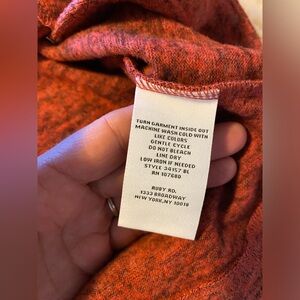 TURN GARMENT INSIDE OUT
MACHINE WASH COLD WITH
LIKE COLORS
GENTLE CYCLE
DO NOT BLEACH
LINE DRY
LOW IRON IF NEEDED
STYLE 34157 BL
RN 107680
RUBY RD.
1333 BROADWAY
NEW YORK, NY 10018